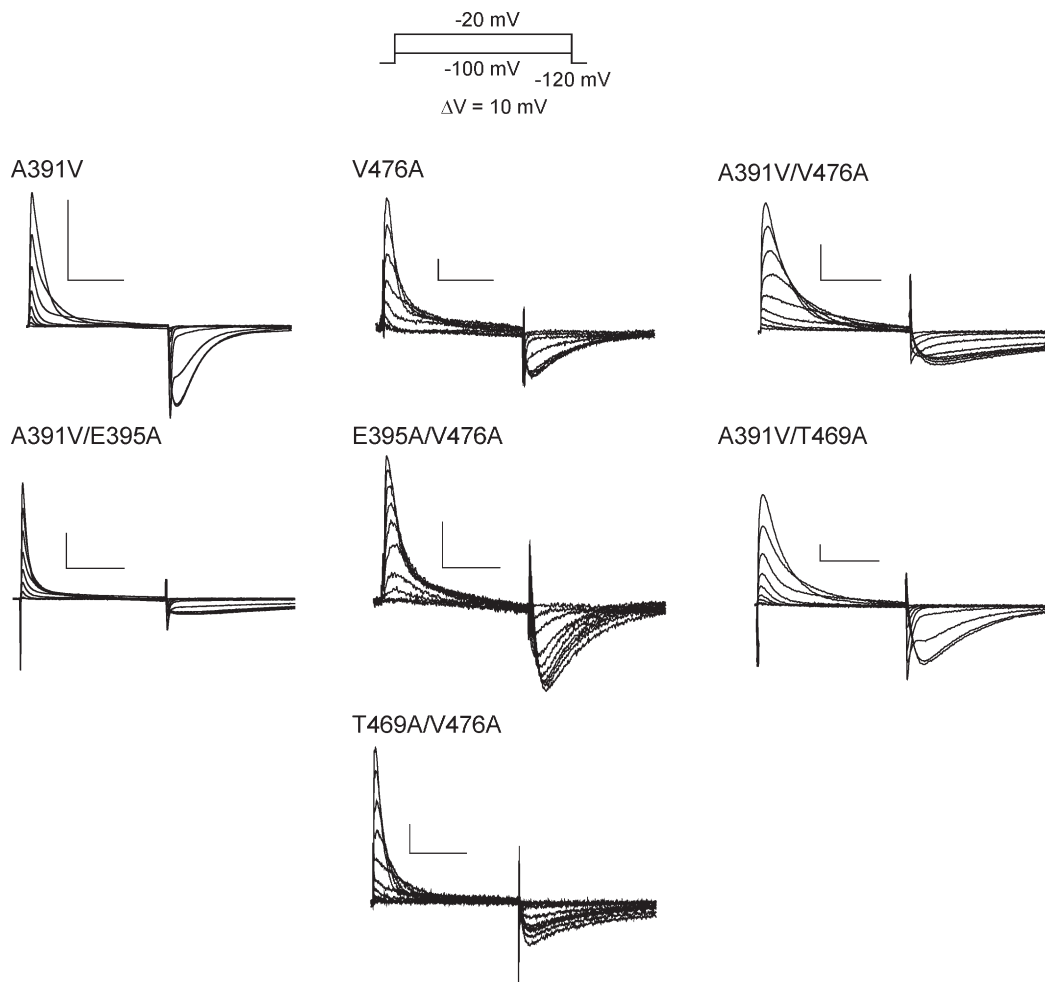 -20 mV
-100 mV
-120 mV
ΔV = 10 mV
A391V
V476A
A391V/V476A
A391V/E395A
E395A/V476A
A391V/T469A
T469A/V476A